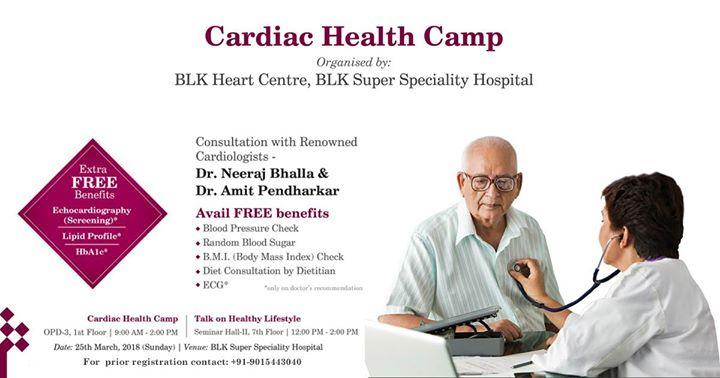 Cardiac Health Camp
Organised by:
BLK Heart Centre, BLK Super Speciality Hospital
Extra
FREE
Benefits
Echocardiography
(Screening)*
Lipid Profile*
HbA1c*
Consultation with Renowned
Cardiologists -
Dr. Neeraj Bhalla &
Dr. Amit Pendharkar
Avail FREE benefits
• Blood Pressure Check
• Random Blood Sugar
• B.M.I. (Body Mass Index) Check
• Diet Consultation by Dietitian
• ECG*
*only on doctor's recommendation
Cardiac Health Camp
OPD-3, 1st Floor | 9:00 AM - 2:00 PM
Talk on Healthy Lifestyle
Seminar Hall-II, 7th Floor | 12:00 PM - 2:00 PM
Date: 25th March, 2018 (Sunday) | Venue: BLK Super Speciality Hospital
For prior registration contact: +91-9015443040